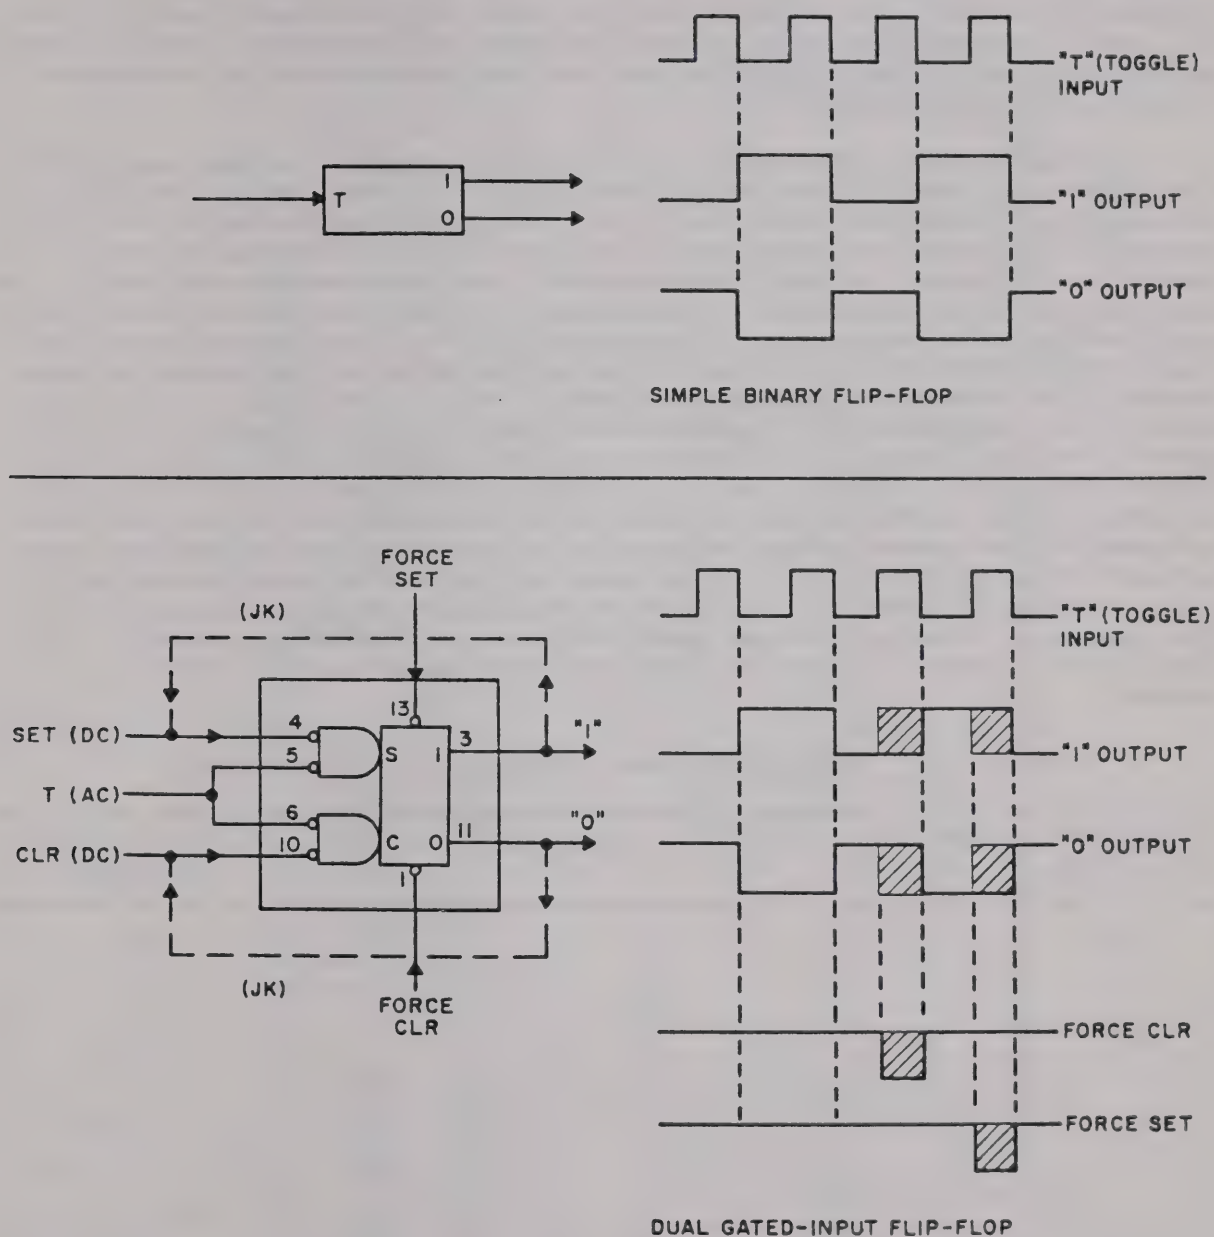 "T" (TOGGLE)
INPUT
T
1
0
"1" OUTPUT
"0" OUTPUT
SIMPLE BINARY FLIP-FLOP
FORCE
SET
(JK)
13
SET (DC)
4
5
S
3
1
"1"
T (AC)
6
10
C
0
11
"0"
CLR (DC)
1
(JK)
FORCE
CLR
"T" (TOGGLE)
INPUT
"1" OUTPUT
"0" OUTPUT
FORCE CLR
FORCE SET
DUAL GATED-INPUT FLIP-FLOP